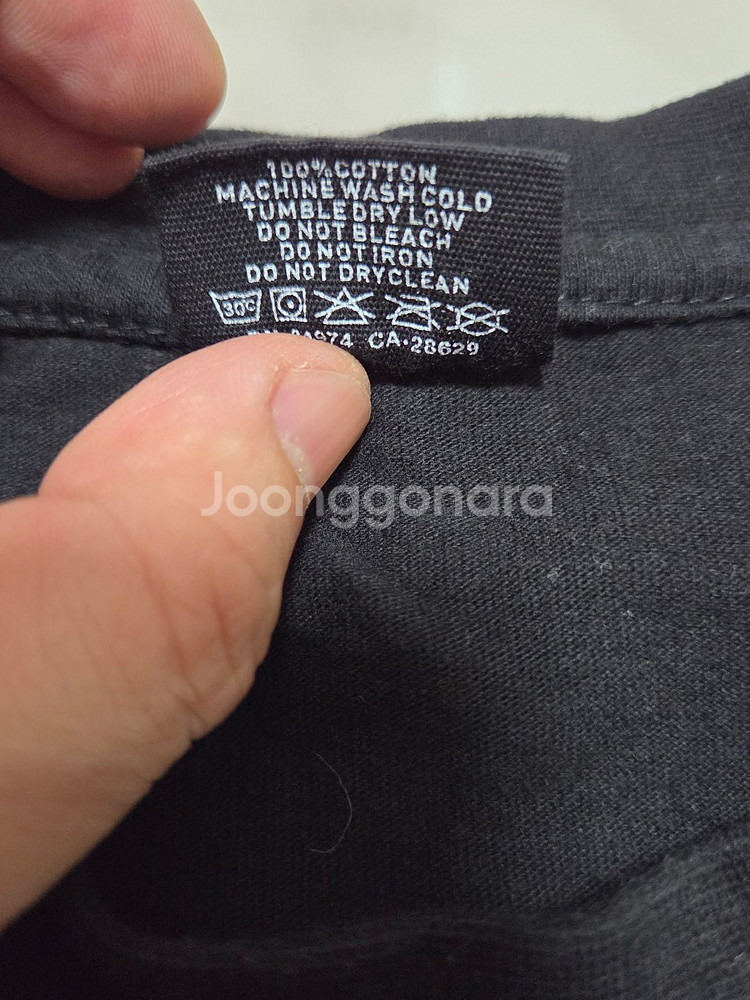 100% COTTON
MACHINE WASH COLD
TUMBLE DRY LOW
DO NOT BLEACH
DO NOT IRON
DO NOT DRYCLEAN
30C
CA·28629
Joonggonara